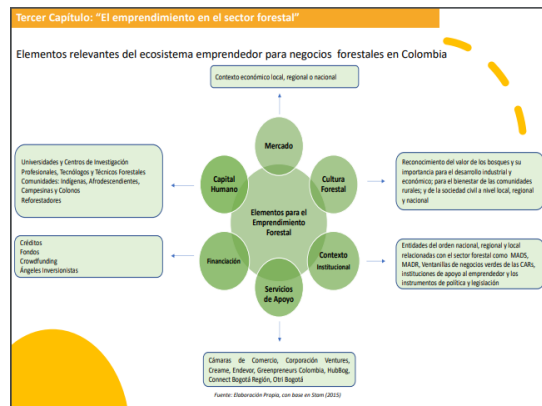 Tercer Capítulo: "El emprendimiento en el sector forestal"
Elementos relevantes del ecosistema emprendedor para negocios forestales en Colombia
Contexto económico local, regional o nacional
Mercado
Universidades y Centros de Investigación
Profesionales, Tecnólogos y Técnicos Forestales
Comunidades: Indígenas, Afrodescendientes,
Campesinas y Colonos
Reforestadores
Capital
Humano
Cultura
Forestal
Reconocimiento del valor de los bosques y su
importancia para el desarrollo industrial y
económico; para el bienestar de las comunidades
rurales; y de la sociedad civil a nivel local, regional
y nacional
Elementos para el
Emprendimiento
Forestal
Créditos
Fondos
Crowdfunding
Ángeles Inversionistas
Financiación
Contexto
Institucional
Entidades del orden nacional, regional y local
relacionadas con el sector forestal como MADS,
MADR, Ventanillas de negocios verdes de las CARs,
instituciones de apoyo al emprendedor y los
instrumentos de política y legislación
Servicios
de Apoyo
Cámaras de Comercio, Corporación Ventures,
Creame, Endevor, Greenpreneurs Colombia, HubBog,
Connect Bogotá Región, Otri Bogotá
Fuente: Elaboración Propia, con base en Stam (2015)